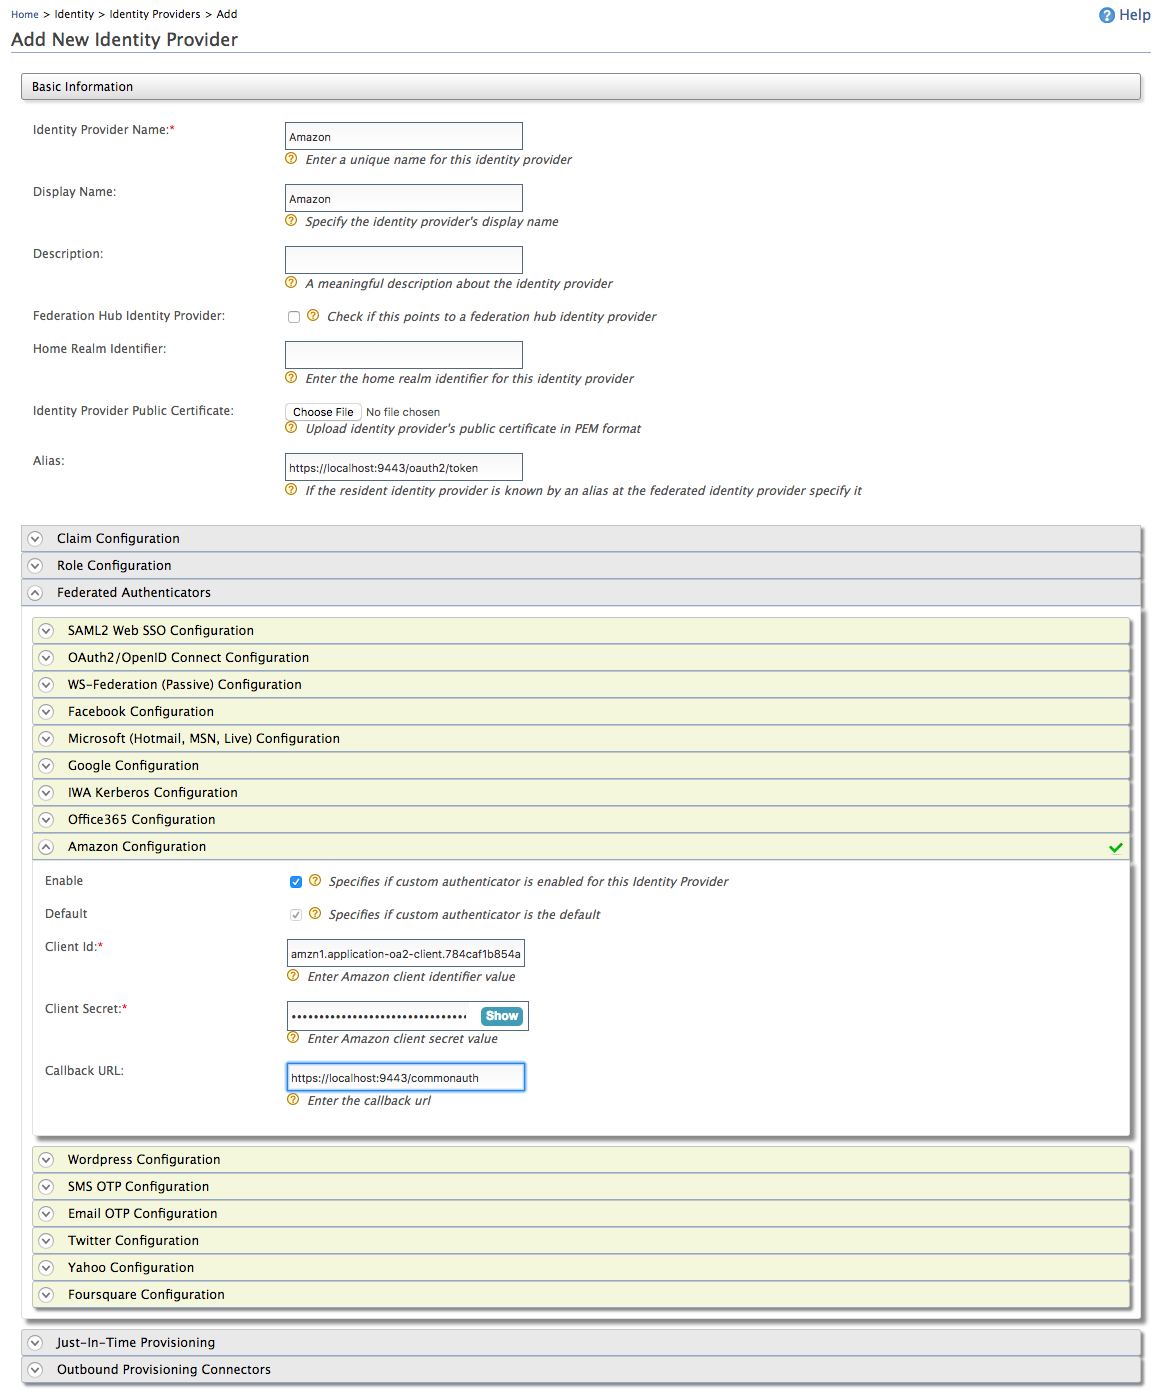 Home > Identity > Identity Providers > Add
Help
Add New Identity Provider
Basic Information
Identity Provider Name:*
Amazon
Enter a unique name for this identity provider
Display Name:
Amazon
Specify the identity provider's display name
Description:
A meaningful description about the identity provider
Federation Hub Identity Provider:
Check if this points to a federation hub identity provider
Home Realm Identifier:
Enter the home realm identifier for this identity provider
Identity Provider Public Certificate:
Choose File No file chosen
Upload identity provider's public certificate in PEM format
Alias:
https://localhost:9443/oauth2/token
If the resident identity provider is known by an alias at the federated identity provider specify it
Claim Configuration
Role Configuration
Federated Authenticators
SAML2 Web SSO Configuration
OAuth2/OpenID Connect Configuration
WS-Federation (Passive) Configuration
Facebook Configuration
Microsoft (Hotmail, MSN, Live) Configuration
Google Configuration
IWA Kerberos Configuration
Office365 Configuration
Amazon Configuration
Enable
Specifies if custom authenticator is enabled for this Identity Provider
Default
Specifies if custom authenticator is the default
Client Id:*
amzn1.application-oa2-client.784caf1b854a
Enter Amazon client identifier value
Client Secret:*
•••••••••••••••••••••••••••••••• Show
Enter Amazon client secret value
Callback URL:
https://localhost:9443/commonauth
Enter the callback url
Wordpress Configuration
SMS OTP Configuration
Email OTP Configuration
Twitter Configuration
Yahoo Configuration
Foursquare Configuration
Just-In-Time Provisioning
Outbound Provisioning Connectors